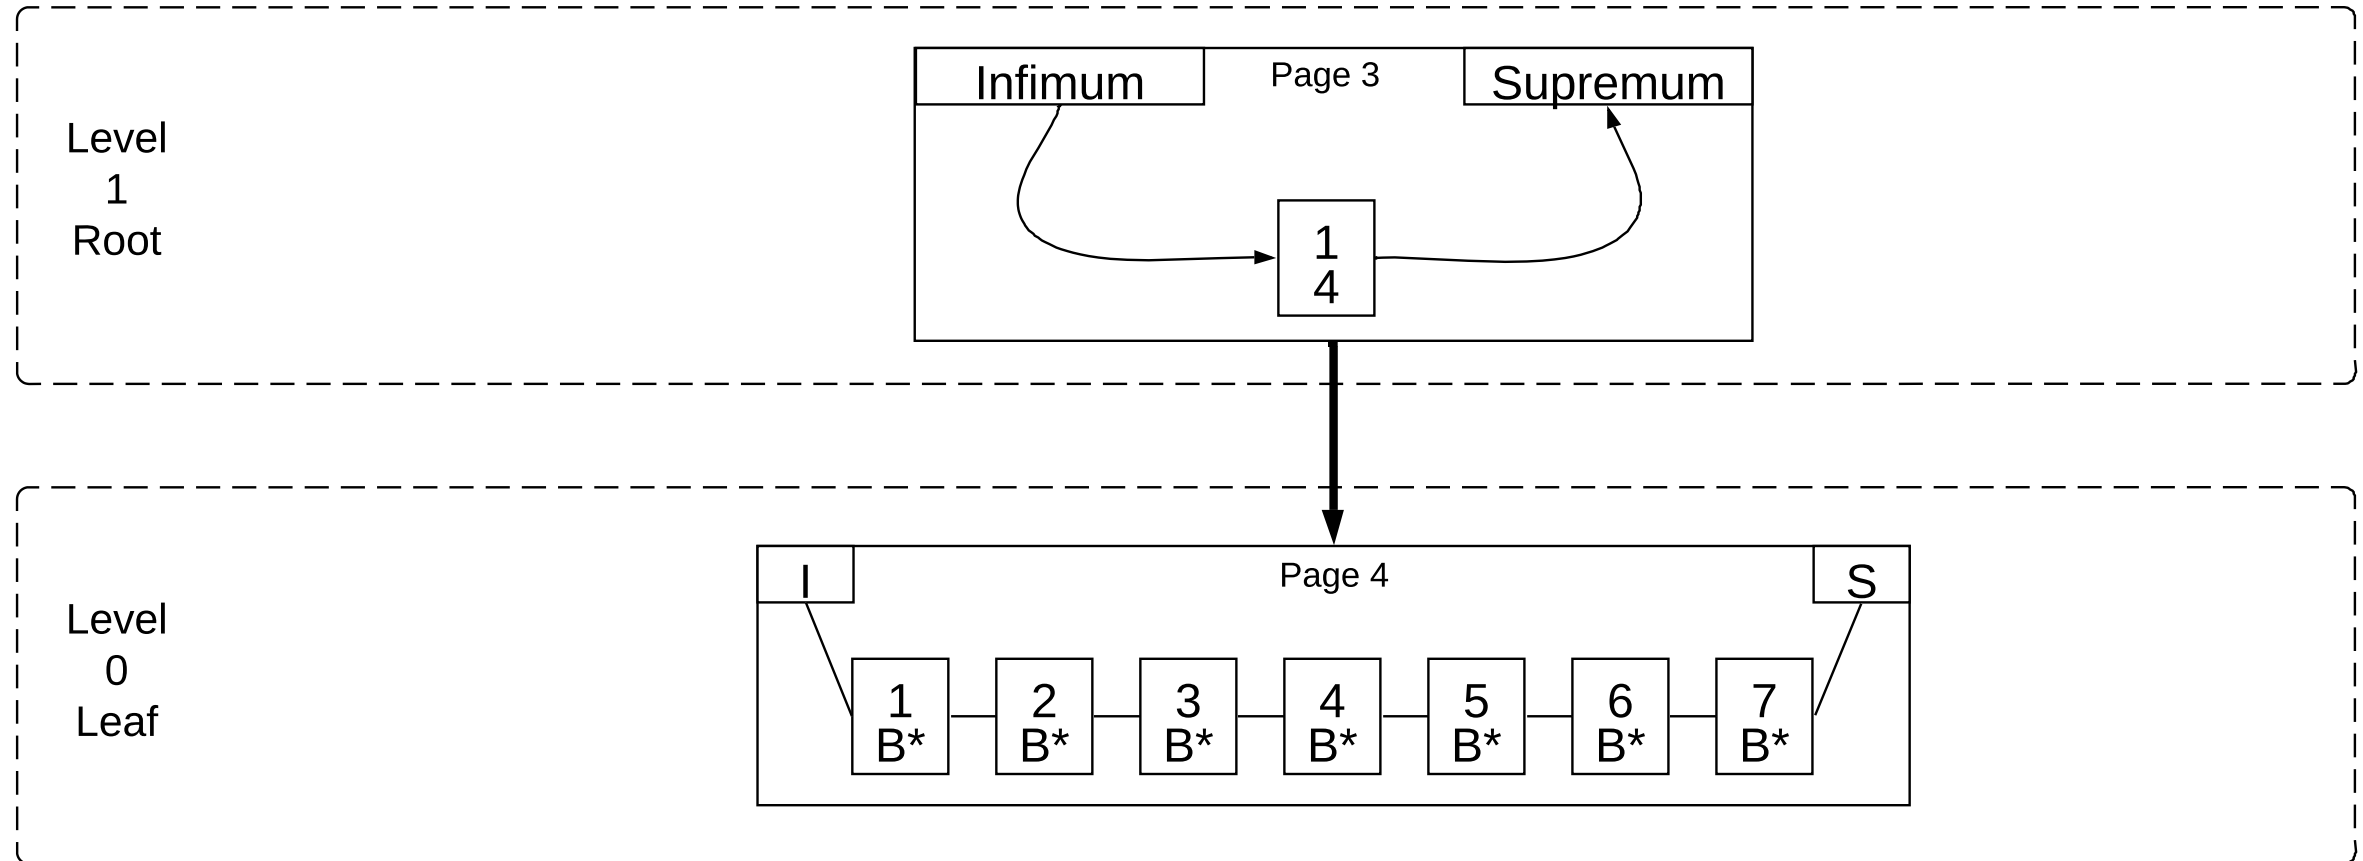 Infimum
Page 3
Supremum
Level
1
Root
1
4
I
Page 4
S
Level
0
Leaf
1
B*
2
B*
3
B*
4
B*
5
B*
6
B*
7
B*